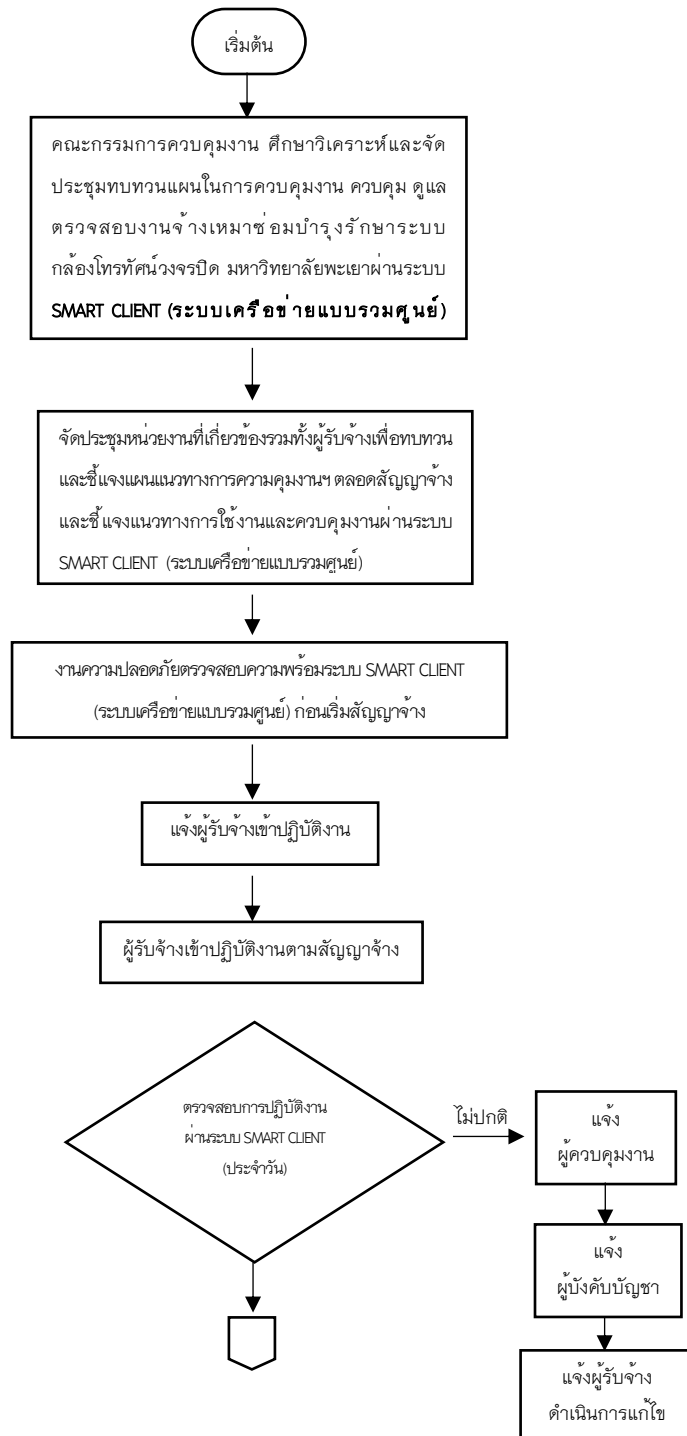 เริ่มต้น
คณะกรรมการควบคุมงาน ศึกษาวิเคราะห์และจัด
ประชุมทบทวนแผนในการควบคุมงาน ควบคุม ดูแล
ตรวจสอบงานจ้างเหมาซ่อมบำรุงรักษาระบบ
กล้องโทรทัศน์วงจรปิด มหาวิทยาลัยพะเยาผ่านระบบ
SMART CLIENT (ระบบเครือข่ายแบบรวมศูนย์)
จัดประชุมหน่วยงานที่เกี่ยวข้องรวมทั้งผู้รับจ้างเพื่อทบทวน
และชี้แจงแผนแนวทางการความคุมงานฯ ตลอดสัญญาจ้าง
และชี้แจงแนวทางการใช้งานและควบคุมงานผ่านระบบ
SMART CLIENT (ระบบเครือข่ายแบบรวมศูนย์)
งานความปลอดภัยตรวจสอบความพร้อมระบบ SMART CLIENT
(ระบบเครือข่ายแบบรวมศูนย์) ก่อนเริ่มสัญญาจ้าง
แจ้งผู้รับจ้างเข้าปฏิบัติงาน
ผู้รับจ้างเข้าปฏิบัติงานตามสัญญาจ้าง
ตรวจสอบการปฏิบัติงาน
ผ่านระบบ SMART CLIENT
(ประจำวัน)
ไม่ปกติ
แจ้ง
ผู้ควบคุมงาน
แจ้ง
ผู้บังคับบัญชา
แจ้งผู้รับจ้าง
ดำเนินการแก้ไข